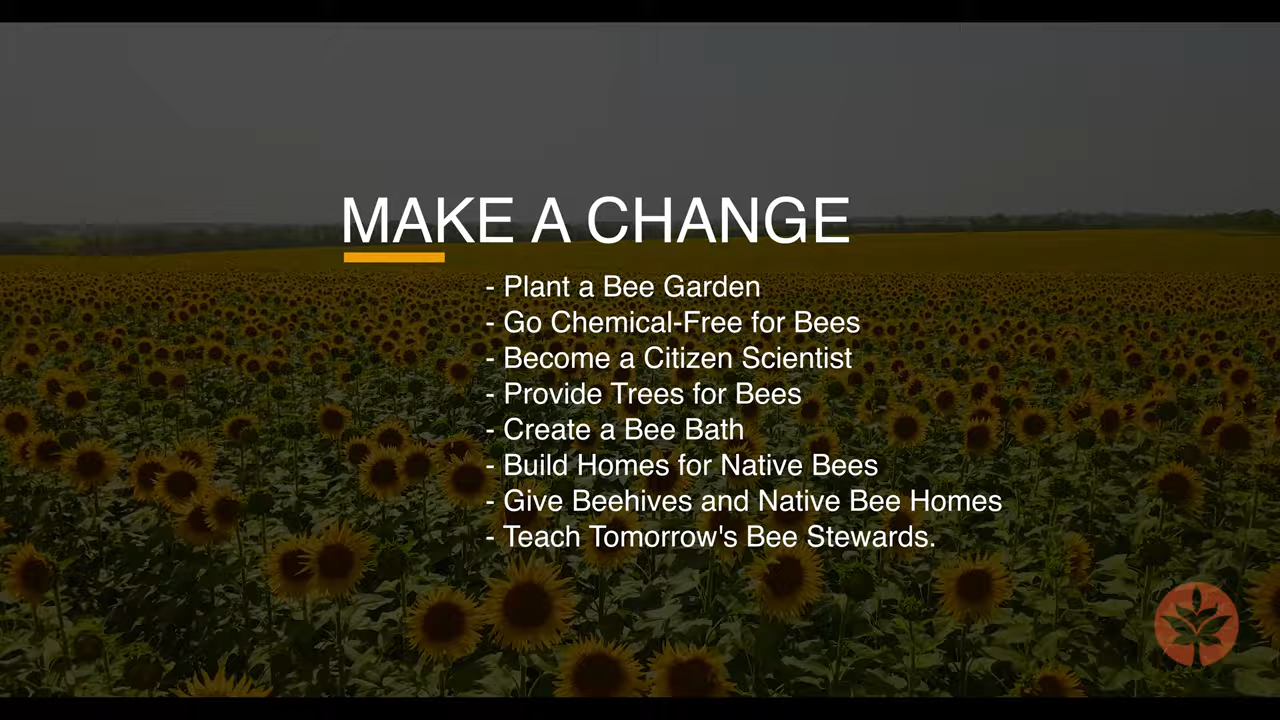 MAKE A CHANGE
- Plant a Bee Garden
- Go Chemical-Free for Bees
- Become a Citizen Scientist
- Provide Trees for Bees
- Create a Bee Bath
- Build Homes for Native Bees
- Give Beehives and Native Bee Homes
- Teach Tomorrow's Bee Stewards.